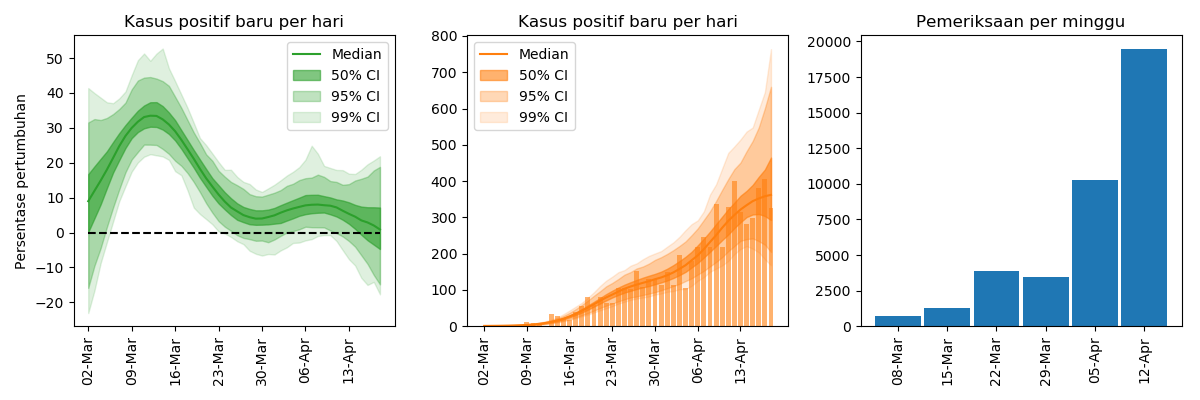 Kasus positif baru per hari
Persentase pertumbuhan
50
40
30
20
10
0
−10
−20
Median
50% CI
95% CI
99% CI
02-Mar
09-Mar
16-Mar
23-Mar
30-Mar
06-Apr
13-Apr
Kasus positif baru per hari
800
700
600
500
400
300
200
100
0
Median
50% CI
95% CI
99% CI
02-Mar
09-Mar
16-Mar
23-Mar
30-Mar
06-Apr
13-Apr
Pemeriksaan per minggu
20000
17500
15000
12500
10000
7500
5000
2500
0
08-Mar
15-Mar
22-Mar
29-Mar
05-Apr
12-Apr